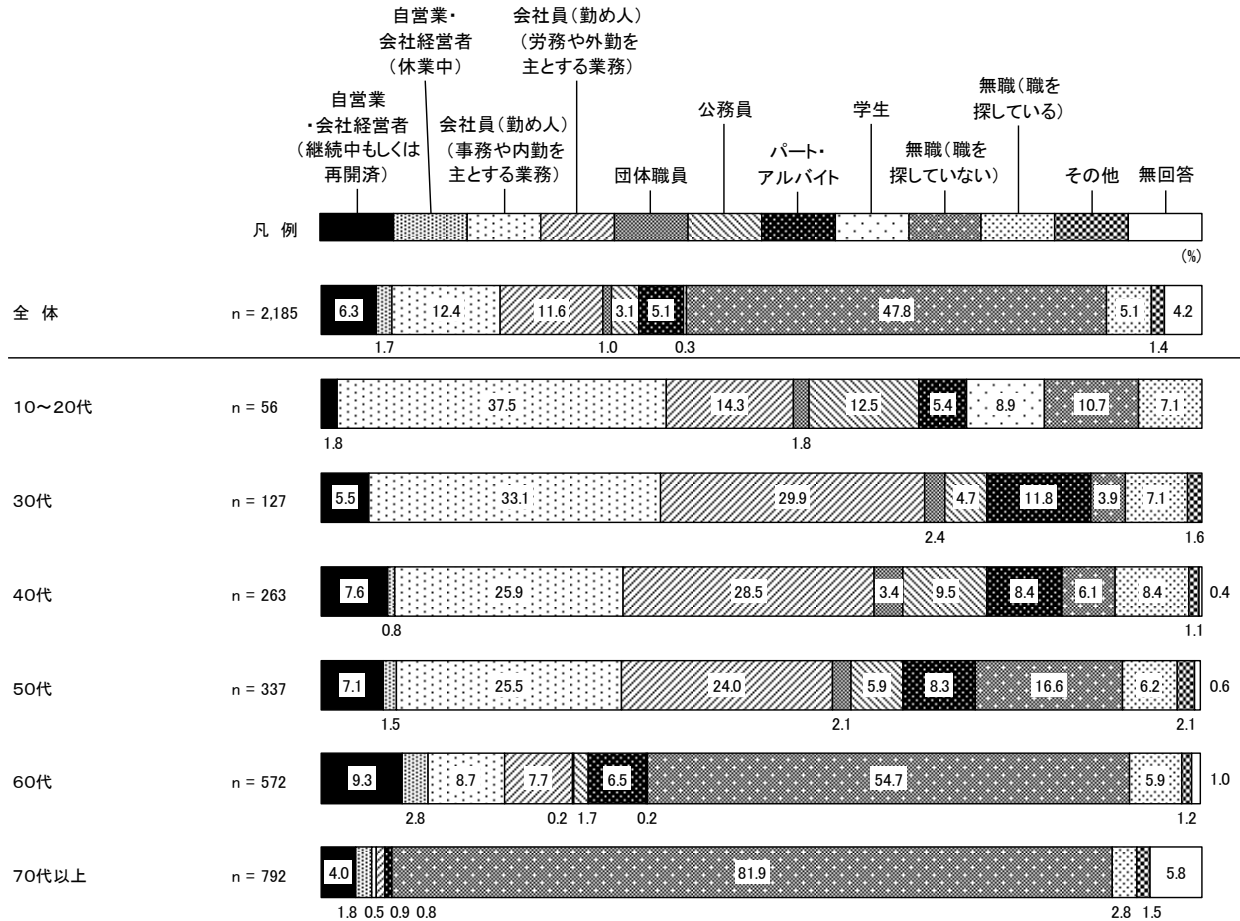 自営業・
会社経営者
（休業中）
会社員（勤め人）
（労務や外勤を
主とする業務）
自営業
・会社経営者
（継続中もしくは
再開済）
会社員（勤め人）
（事務や内勤を
主とする業務）
団体職員
公務員
パート・
アルバイト
学生
無職（職を
探していない）
無職（職を
探している）
その他
無回答
凡 例
(%)
全 体 n = 2,185 6.3 12.4 11.6 3.1 5.1 47.8 5.1 4.2
1.7 1.0 0.3 1.4
10～20代 n = 56 37.5 14.3 12.5 5.4 8.9 10.7 7.1
1.8 1.8
30代 n = 127 5.5 33.1 29.9 4.7 11.8 3.9 7.1
2.4 1.6
40代 n = 263 7.6 25.9 28.5 3.4 9.5 8.4 6.1 8.4 0.4
0.8 1.1
50代 n = 337 7.1 25.5 24.0 5.9 8.3 16.6 6.2 0.6
1.5 2.1 2.1
60代 n = 572 9.3 8.7 7.7 6.5 54.7 5.9 1.0
2.8 0.2 1.7 0.2 1.2
70代以上 n = 792 4.0 81.9 5.8
1.8 0.5 0.9 0.8 2.8 1.5